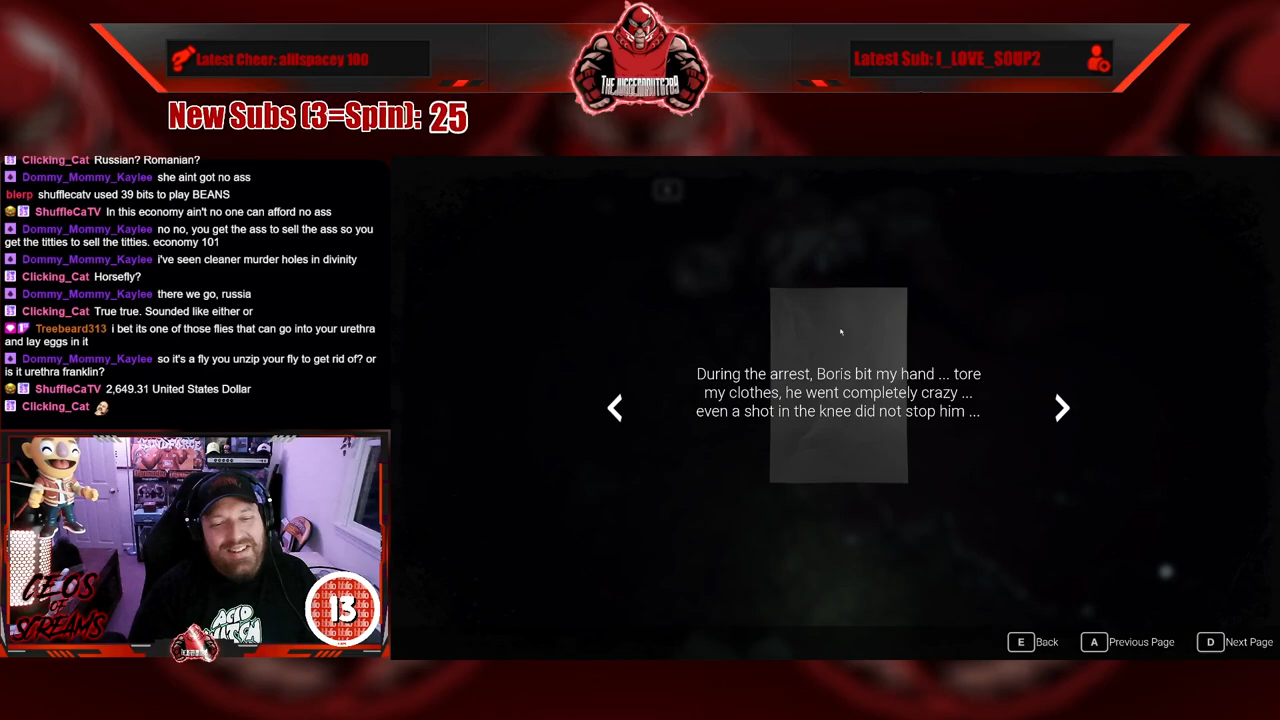 Latest Cheer: alllspacey 100
THEJUGGERNAUT6789
Latest Sub: I_LOVE_SOUP2
New Subs (3=Spin): 25
Clicking_Cat Russian? Romanian?
Dommy_Mommy_Kaylee she aint got no ass
blerp shufflecatv used 39 bits to play BEANS
ShuffleCaTV In this economy ain't no one can afford no ass
Dommy_Mommy_Kaylee no no, you get the ass to sell the ass so you
get the titties to sell the titties. economy 101
Dommy_Mommy_Kaylee i've seen cleaner murder holes in divinity
Clicking_Cat Horsefly?
Dommy_Mommy_Kaylee there we go, russia
Clicking_Cat True true. Sounded like either or
Treebeard313 i bet its one of those flies that can go into your urethra
and lay eggs in it
Dommy_Mommy_Kaylee so it's a fly you unzip your fly to get rid of? or
is it urethra franklin?
ShuffleCaTV 2,649.31 United States Dollar
Clicking_Cat
During the arrest, Boris bit my hand ... tore
my clothes, he went completely crazy ...
even a shot in the knee did not stop him ...
CEOS
OF
SCREAMS
ACID
13
E Back
A Previous Page
D Next Page